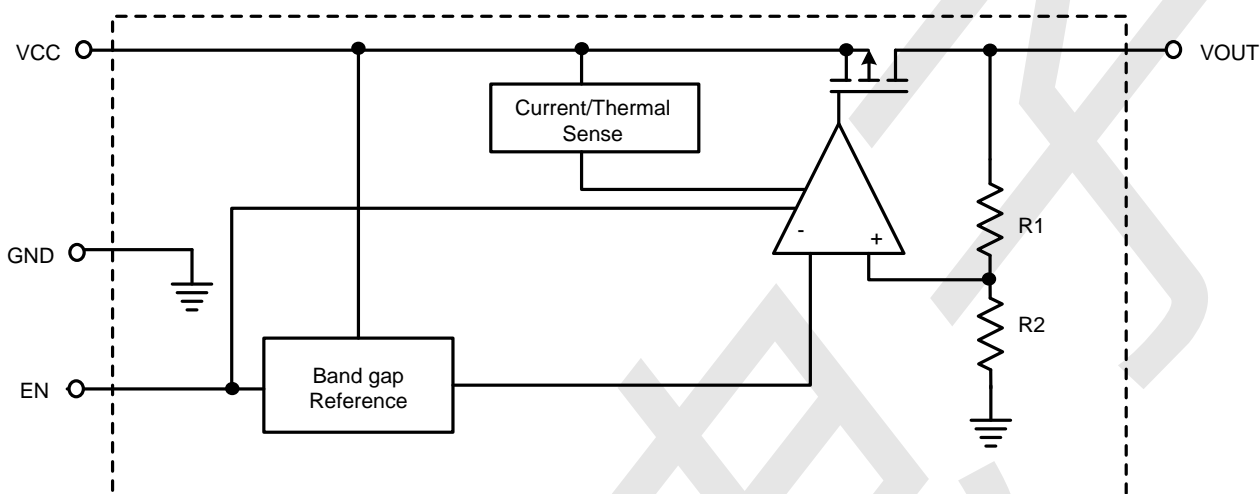 VCC
VOUT
Current/Thermal
Sense
- +
R1
GND
R2
Band gap
Reference
EN